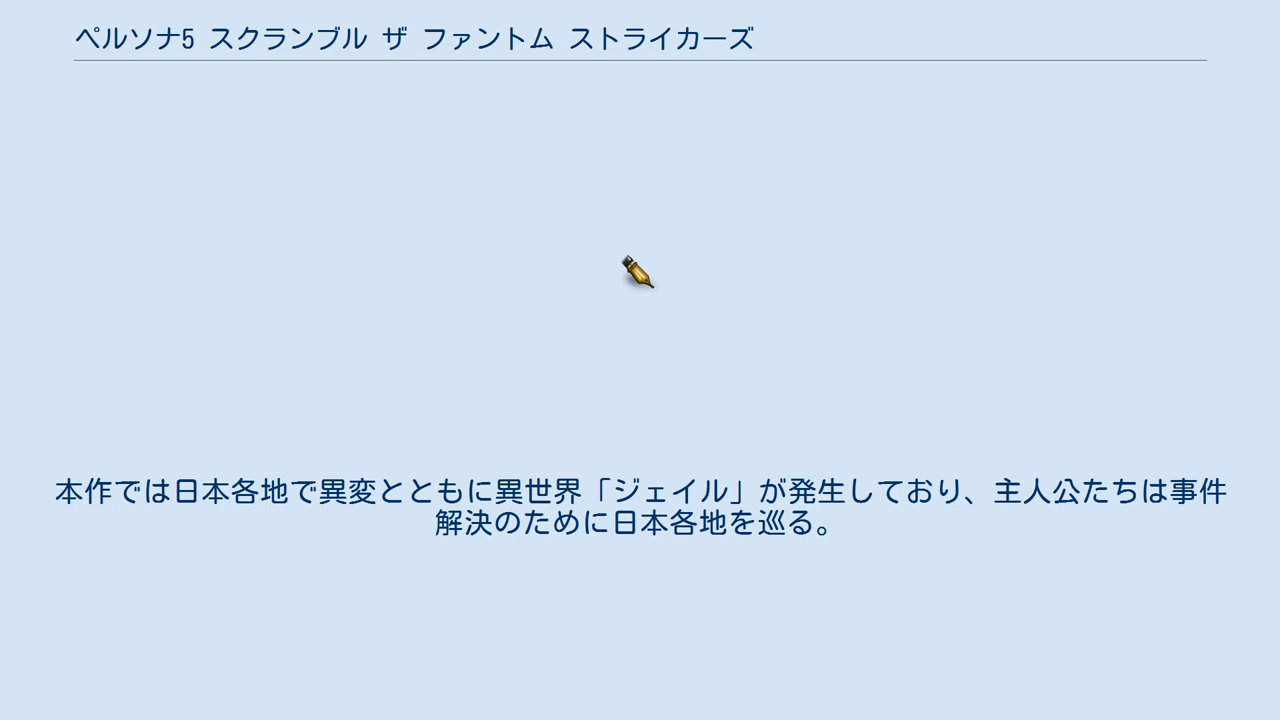 ペルソナ5 スクランブル ザ ファントム ストライカーズ
本作では日本各地で異変とともに異世界「ジェイル」が発生しており、主人公たちは事件
解決のために日本各地を巡る。